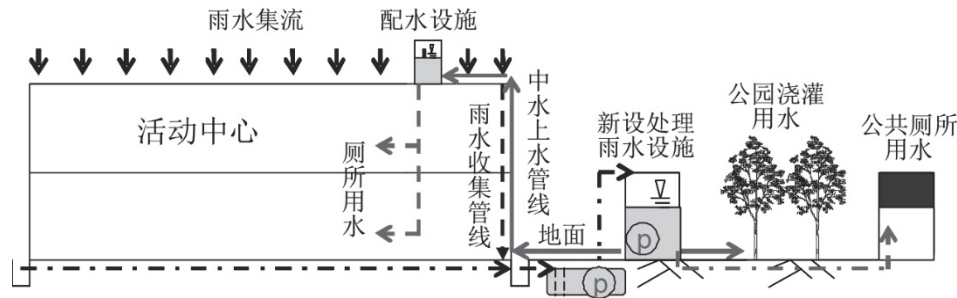 雨水集流
配水设施
活动中心
厕所用水
雨水收集管线
中水上水管线
新设处理
雨水设施
公园浇灌
用水
公共厕所
用水
地面
p
p